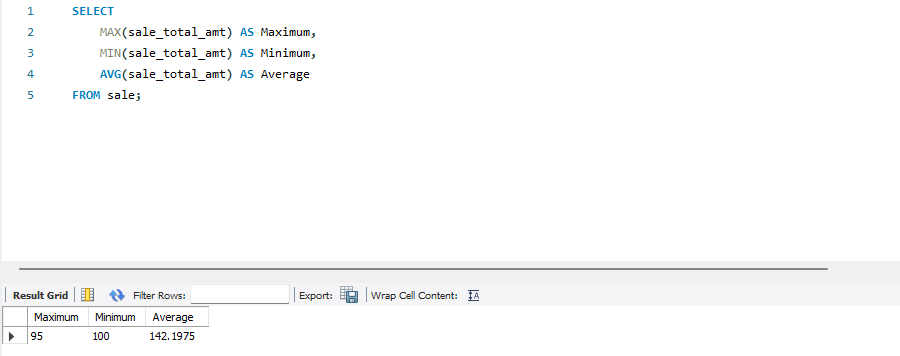 1 SELECT
2 MAX(sale_total_amt) AS Maximum,
3 MIN(sale_total_amt) AS Minimum,
4 AVG(sale_total_amt) AS Average
5 FROM sale;
Result Grid Filter Rows: Export: Wrap Cell Content:
Maximum Minimum Average
95 100 142.1975